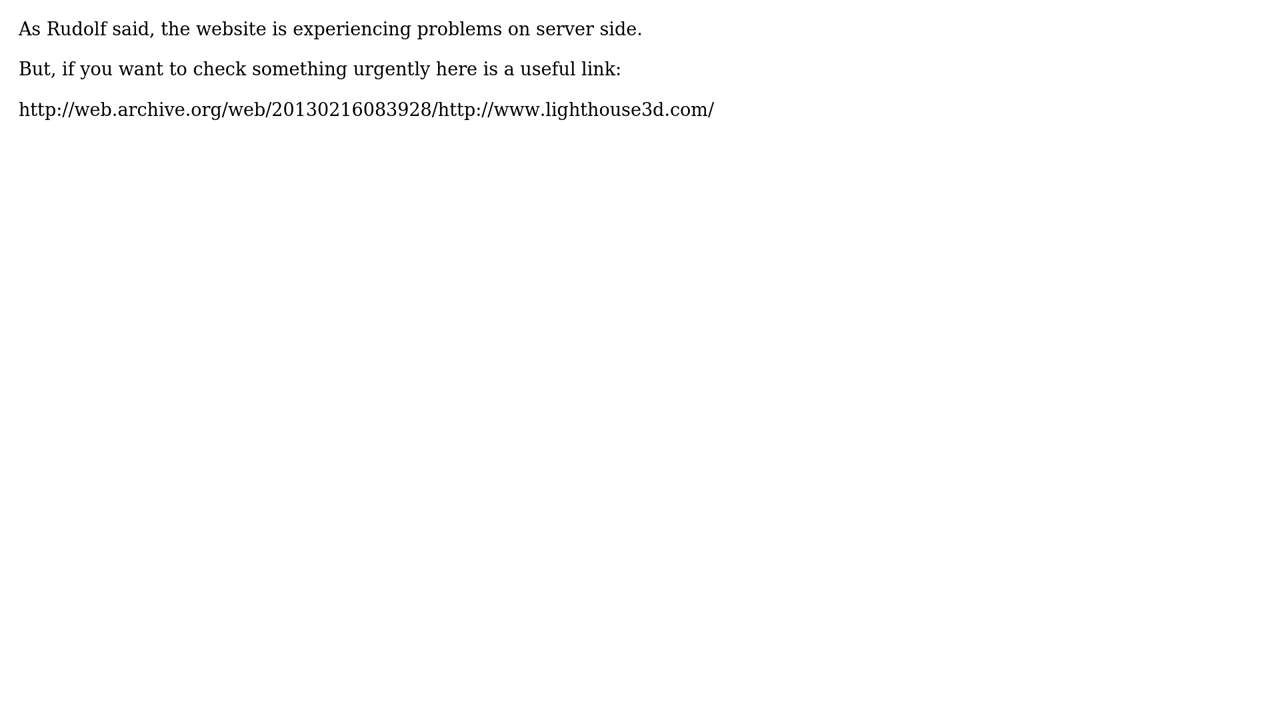 As Rudolf said, the website is experiencing problems on server side.
But, if you want to check something urgently here is a useful link:
http://web.archive.org/web/20130216083928/http://www.lighthouse3d.com/